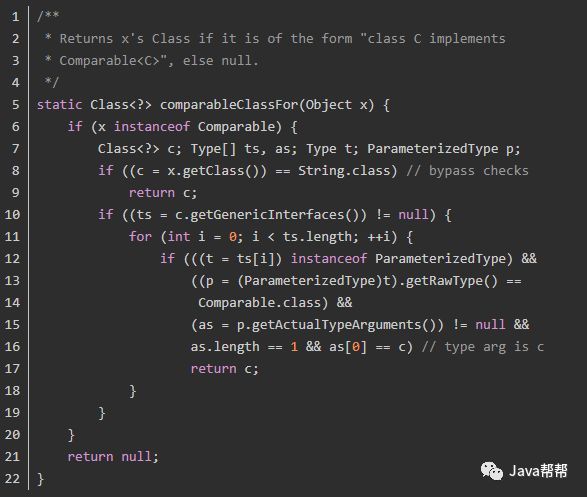 1 /**
2  * Returns x's Class if it is of the form "class C implements
3  * Comparable<C>", else null.
4  */
5 static Class<?> comparableClassFor(Object x) {
6     if (x instanceof Comparable) {
7         Class<?> c; Type[] ts, as; Type t; ParameterizedType p;
8         if ((c = x.getClass()) == String.class) // bypass checks
9             return c;
10         if ((ts = c.getGenericInterfaces()) != null) {
11             for (int i = 0; i < ts.length; ++i) {
12                 if (((t = ts[i]) instanceof ParameterizedType) &&
13                     ((p = (ParameterizedType)t).getRawType() ==
14                      Comparable.class) &&
15                     (as = p.getActualTypeArguments()) != null &&
16                     as.length == 1 && as[0] == c) // type arg is c
17                     return c;
18             }
19         }
20     }
21     return null;
22 }
Java帮帮